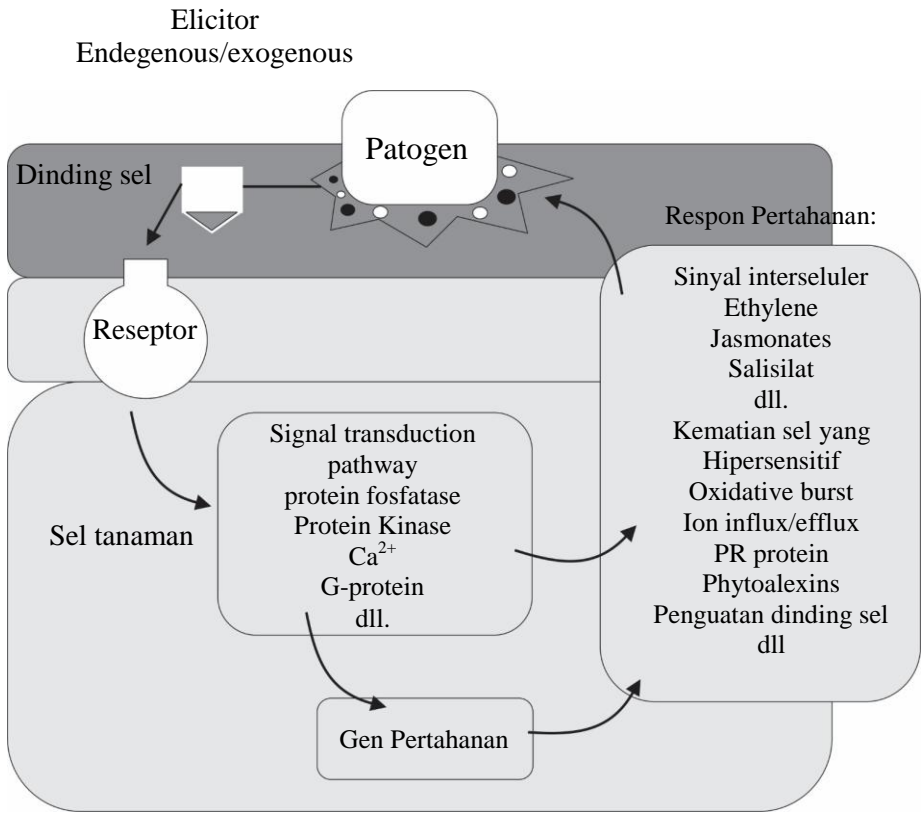 Elicitor
Endegenous/exogenous
Patogen
Dinding sel
Reseptor
Sel tanaman
Signal transduction
pathway
protein fosfatase
Protein Kinase
Ca²⁺
G-protein
dll.
Gen Pertahanan
Respon Pertahanan:
Sinyal interseluler
Ethylene
Jasmonates
Salisilat
dll.
Kematian sel yang
Hipersensitif
Oxidative burst
Ion influx/efflux
PR protein
Phytoalexins
Penguatan dinding sel
dll